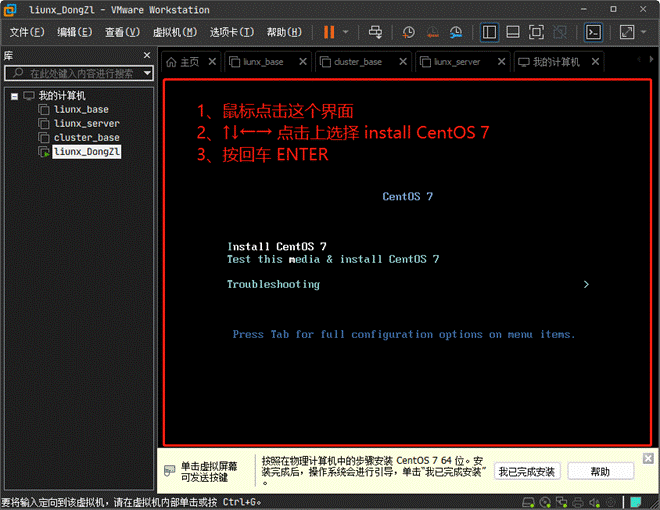 liunx_DongZl - VMware Workstation
文件(F) 编辑(E) 查看(V) 虚拟机(M) 选项卡(T) 帮助(H)
库
在此处键入内容进行搜索
我的计算机
liunx_base
liunx_server
cluster_base
liunx_DongZl
主页 liunx_base cluster_base liunx_server 我的计算机
1、鼠标点击这个界面
2、↑↓←→ 点击上选择 install CentOS 7
3、按回车 ENTER
CentOS 7
Install CentOS 7
Test this media & install CentOS 7
Troubleshooting >
Press Tab for full configuration options on menu items.
单击虚拟屏幕
可发送按键
按照在物理计算机中的步骤安装 CentOS 7 64 位。安
装完成后，操作系统会进行引导，单击"我已完成安装"
。
我已完成安装 帮助
要将输入定向到该虚拟机，请在虚拟机内部单击或按 Ctrl+G。